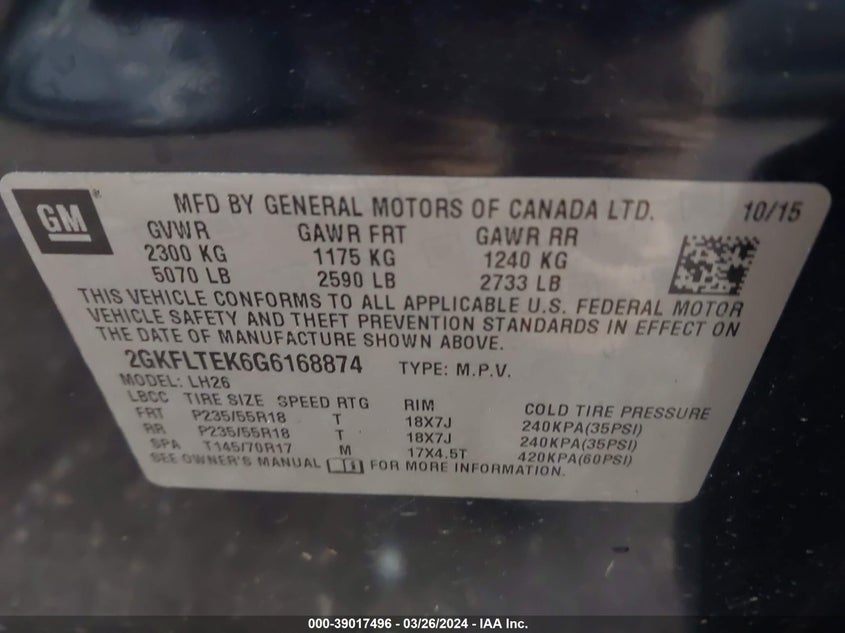 GM ®
MFD BY GENERAL MOTORS OF CANADA LTD. 10/15
GVWR GAWR FRT GAWR RR
2300 KG 1175 KG 1240 KG
5070 LB 2590 LB 2733 LB
THIS VEHICLE CONFORMS TO ALL APPLICABLE U.S. FEDERAL MOTOR
VEHICLE SAFETY AND THEFT PREVENTION STANDARDS IN EFFECT ON
THE DATE OF MANUFACTURE SHOWN ABOVE.
2GKFLTEK6G6168874 TYPE: M.P.V.
MODEL: LH26
LBCC TIRE SIZE SPEED RTG RIM COLD TIRE PRESSURE
FRT P235/55R18 T 18X7J 240KPA(35PSI)
RR P235/55R18 T 18X7J 240KPA(35PSI)
SPA T145/70R17 M 17X4.5T 420KPA(60PSI)
SEE OWNER'S MANUAL FOR MORE INFORMATION.
000-39017496 - 03/26/2024 - IAA Inc.